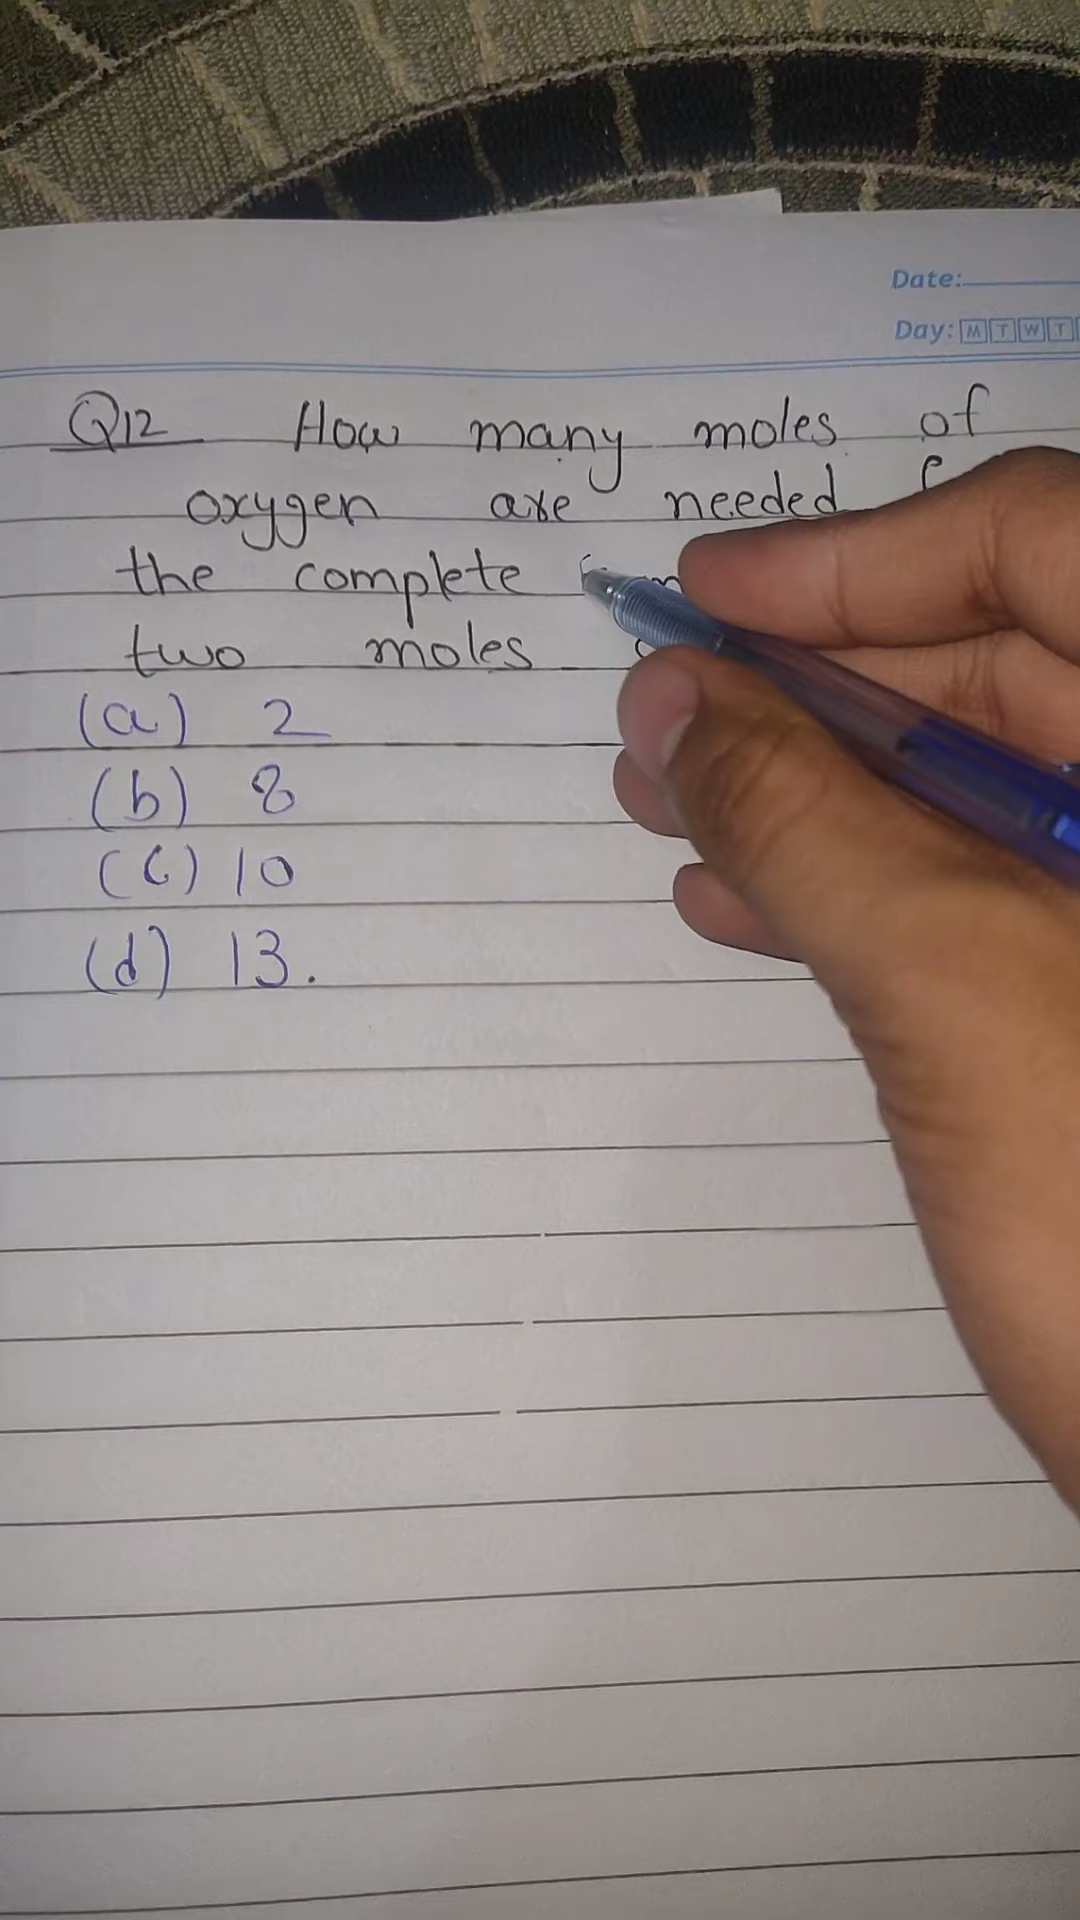 Date:
Day: M T W T
Q12 How many moles of
oxygen are needed
the complete
two moles
(a) 2
(b) 8
(c) 10
(d) 13.